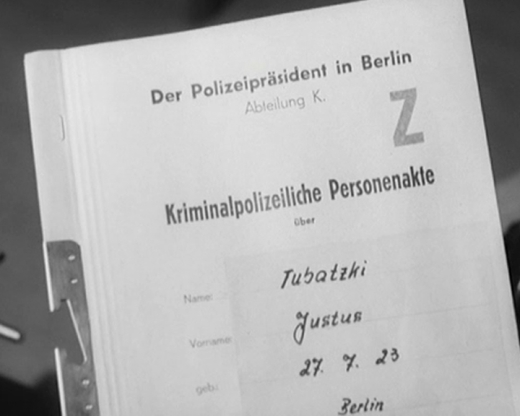 Der Polizeipräsident in Berlin
Abteilung K.
Z
Kriminalpolizeiliche Personenakte
über
Name: Tubatzki
Vorname: Justus
geb.: 27. 7. 23
Berlin